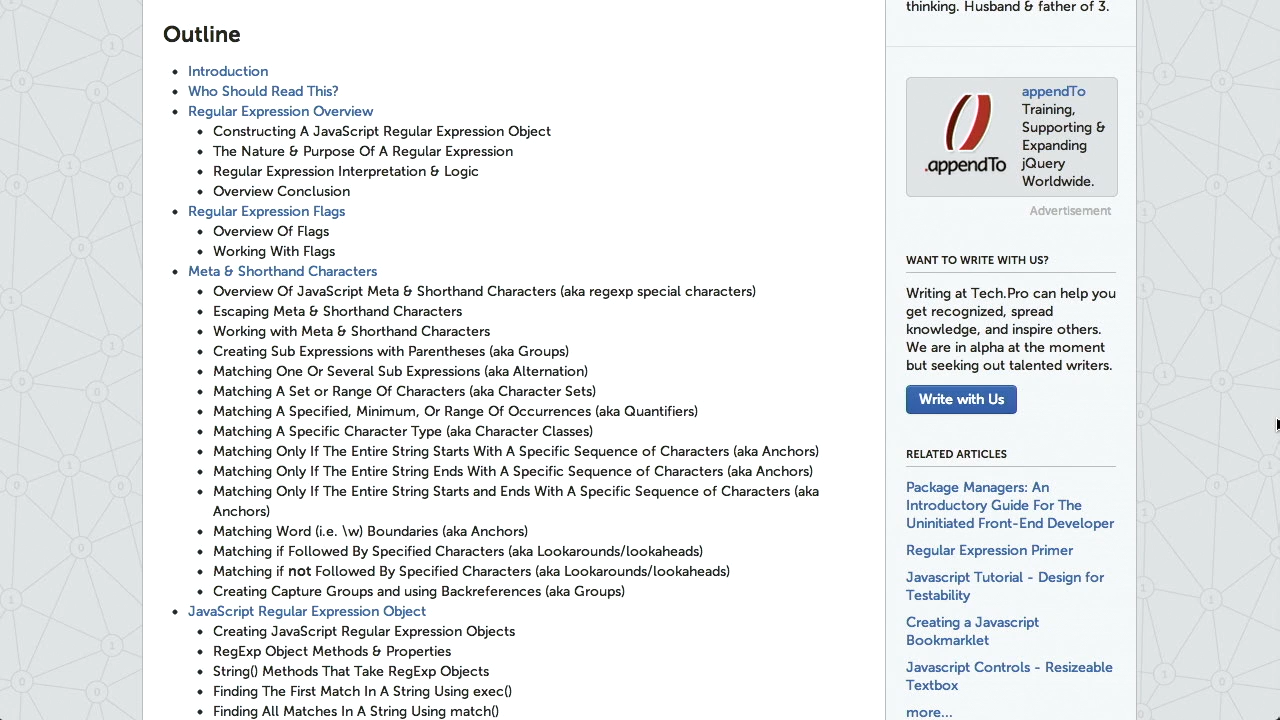 Outline
Introduction
Who Should Read This?
Regular Expression Overview
Constructing A JavaScript Regular Expression Object
The Nature & Purpose Of A Regular Expression
Regular Expression Interpretation & Logic
Overview Conclusion
Regular Expression Flags
Overview Of Flags
Working With Flags
Meta & Shorthand Characters
Overview Of JavaScript Meta & Shorthand Characters (aka regexp special characters)
Escaping Meta & Shorthand Characters
Working with Meta & Shorthand Characters
Creating Sub Expressions with Parentheses (aka Groups)
Matching One Or Several Sub Expressions (aka Alternation)
Matching A Set or Range Of Characters (aka Character Sets)
Matching A Specified, Minimum, Or Range Of Occurrences (aka Quantifiers)
Matching A Specific Character Type (aka Character Classes)
Matching Only If The Entire String Starts With A Specific Sequence of Characters (aka Anchors)
Matching Only If The Entire String Ends With A Specific Sequence of Characters (aka Anchors)
Matching Only If The Entire String Starts and Ends With A Specific Sequence of Characters (aka
Anchors)
Matching Word (i.e. \w) Boundaries (aka Anchors)
Matching if Followed By Specified Characters (aka Lookarounds/lookaheads)
Matching if not Followed By Specified Characters (aka Lookarounds/lookaheads)
Creating Capture Groups and using Backreferences (aka Groups)
JavaScript Regular Expression Object
Creating JavaScript Regular Expression Objects
RegExp Object Methods & Properties
String() Methods That Take RegExp Objects
Finding The First Match In A String Using exec()
Finding All Matches In A String Using match()
thinking. Husband & father of 3.
.appendTo
appendTo
Training,
Supporting &
Expanding
jQuery
Worldwide.
Advertisement
WANT TO WRITE WITH US?
Writing at Tech.Pro can help you
get recognized, spread
knowledge, and inspire others.
We are in alpha at the moment
but seeking out talented writers.
Write with Us
RELATED ARTICLES
Package Managers: An
Introductory Guide For The
Uninitiated Front-End Developer
Regular Expression Primer
Javascript Tutorial - Design for
Testability
Creating a Javascript
Bookmarklet
Javascript Controls - Resizeable
Textbox
more...